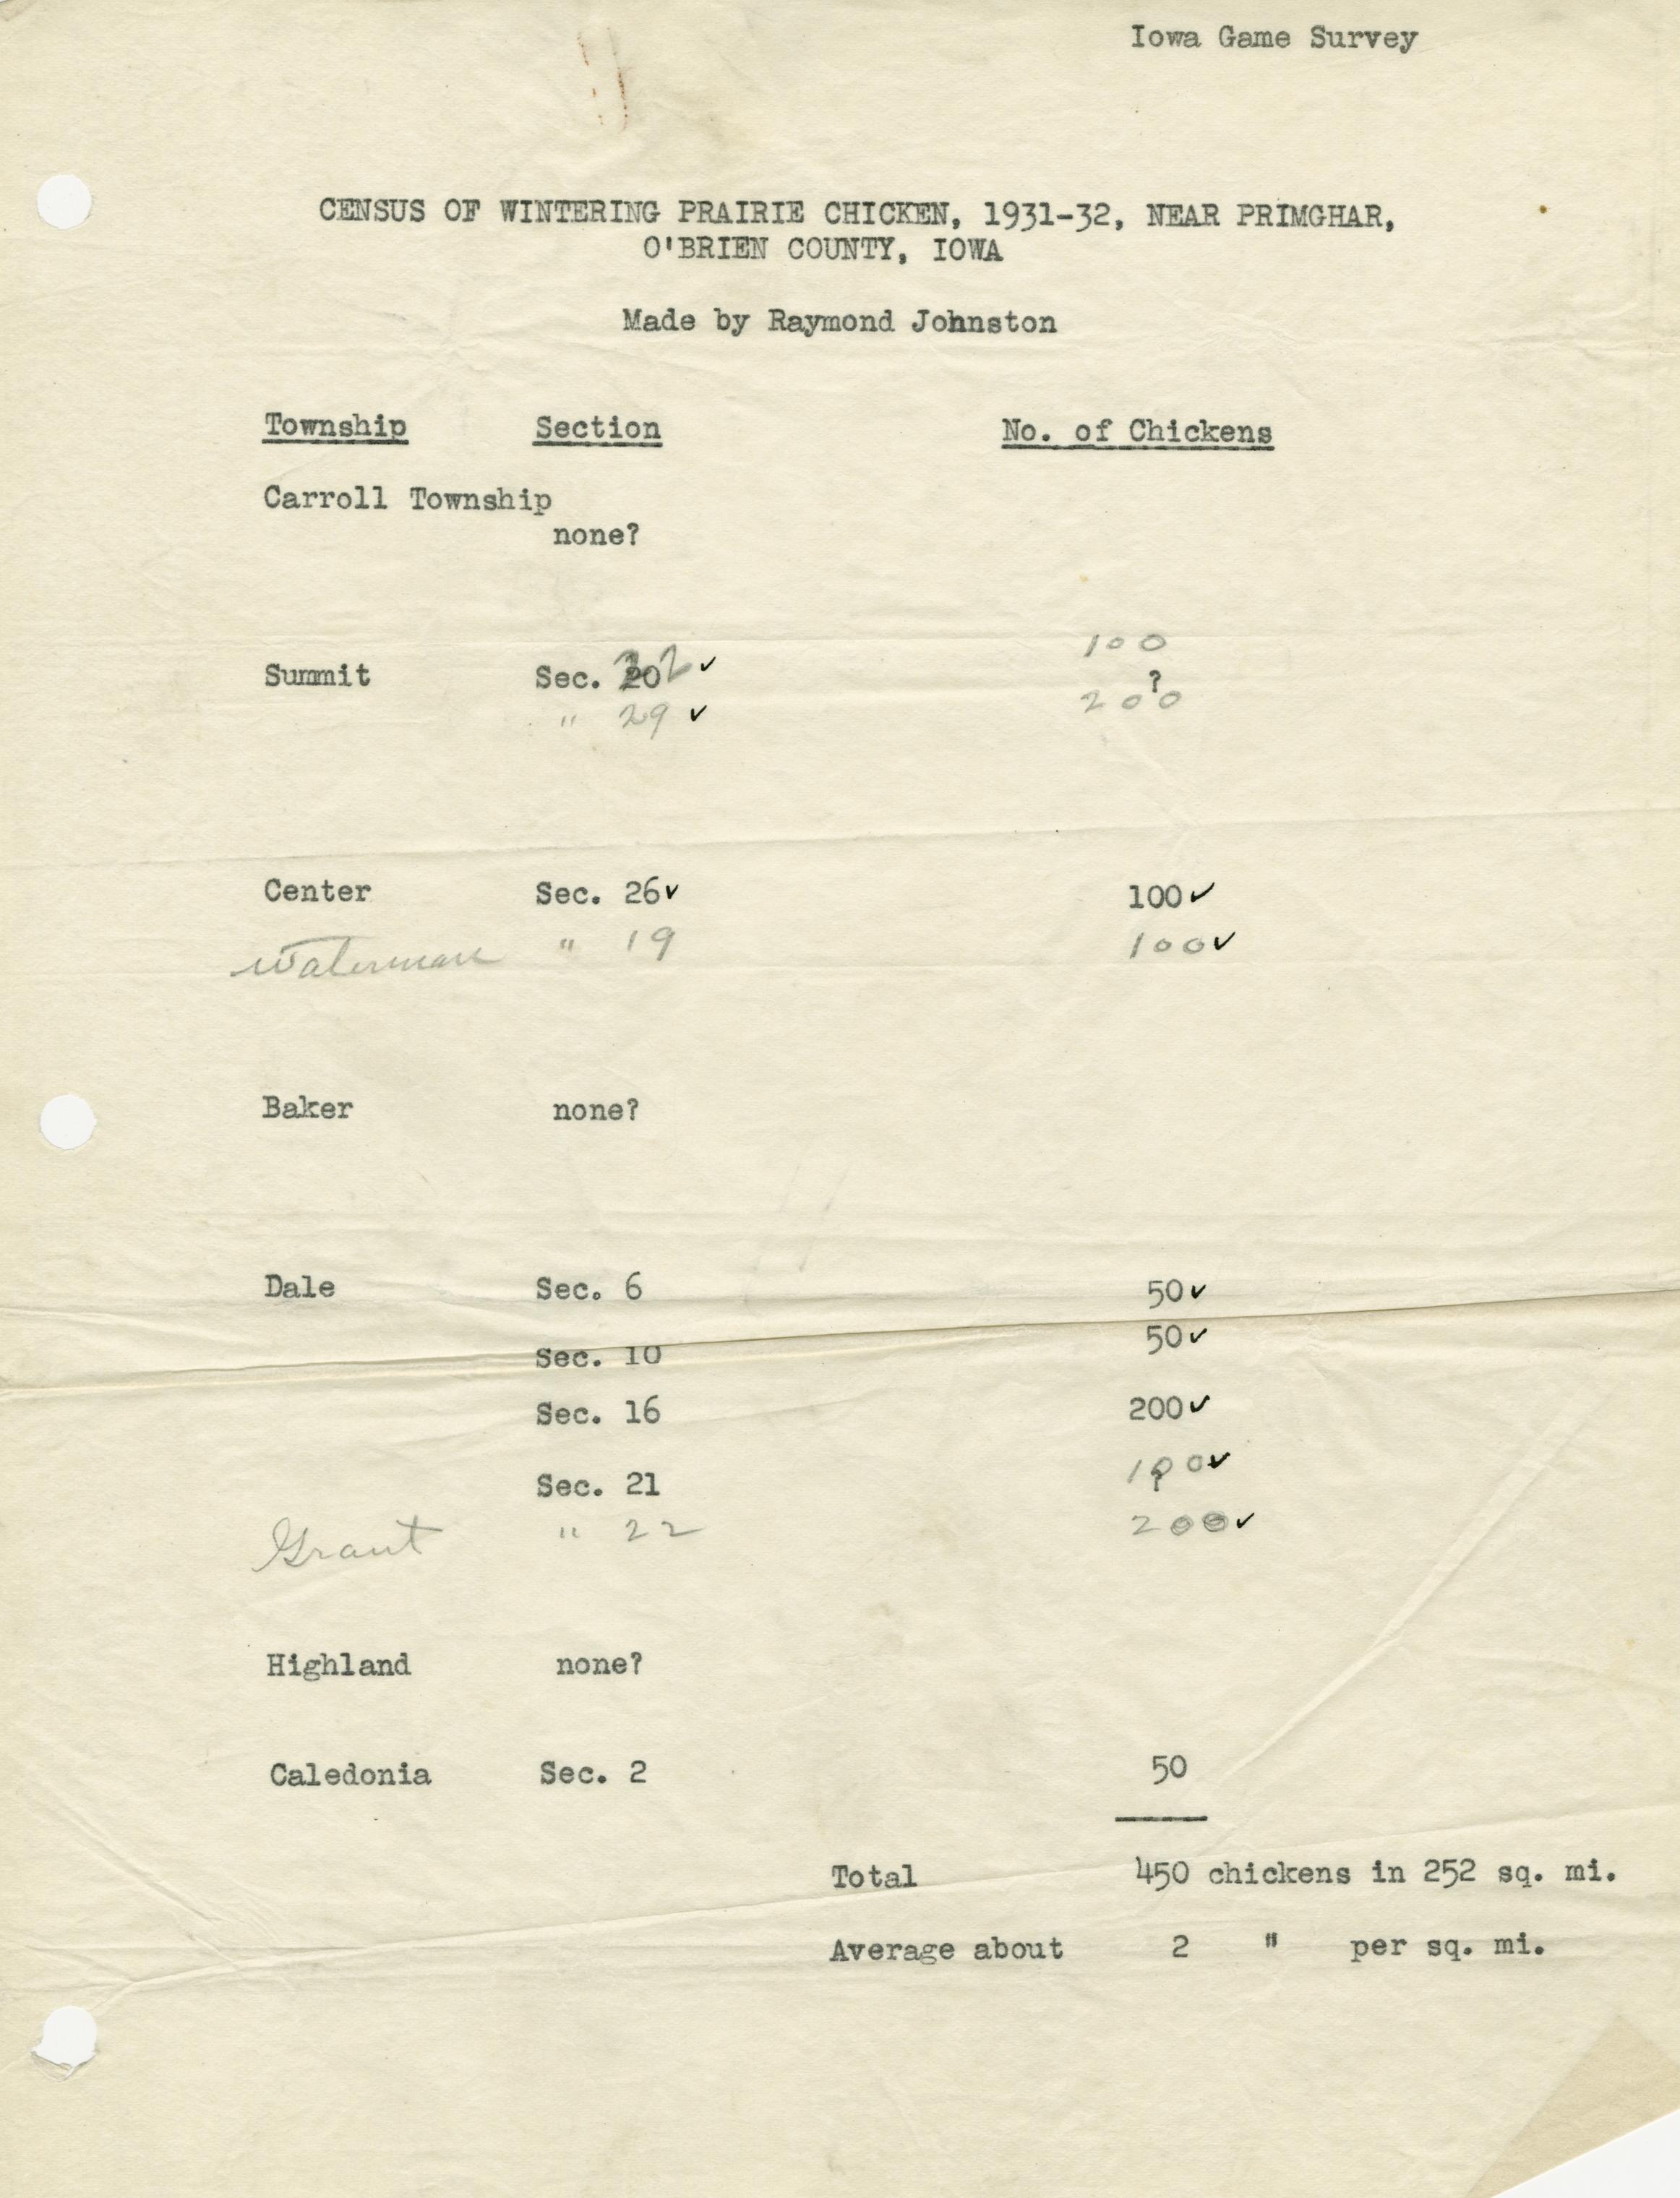 Iowa Game Survey
CENSUS OF WINTERING PRAIRIE CHICKEN, 1931-32, NEAR PRIMGHAR,
O'BRIEN COUNTY, IOWA
Made by Raymond Johnston
Township Section No. of Chickens
Carroll Township
none?
100
Summit Sec. 32 ✓ ?
" 29 ✓ 200
Center Sec. 26 ✓ 100 ✓
Waterman " 19 100 ✓
Baker none?
Dale Sec. 6 50 ✓
Sec. 10 50 ✓
Sec. 16 200 ✓
Sec. 21 100 ✓
Grant " 22 200 ✓
Highland none?
Caledonia Sec. 2 50
Total 450 chickens in 252 sq. mi.
Average about 2 " per sq. mi.